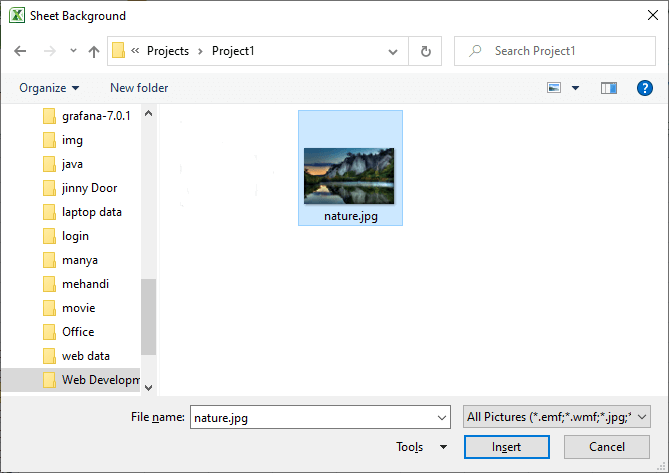 Sheet Background
Projects Project1
Search Project1
Organize New folder
grafana-7.0.1
img
java
jinny Door
laptop data
login
manya
mehandi
movie
Office
web data
Web Developm
nature.jpg
File name: nature.jpg All Pictures (*.emf;*.wmf;*.jpg;*
Tools Insert Cancel